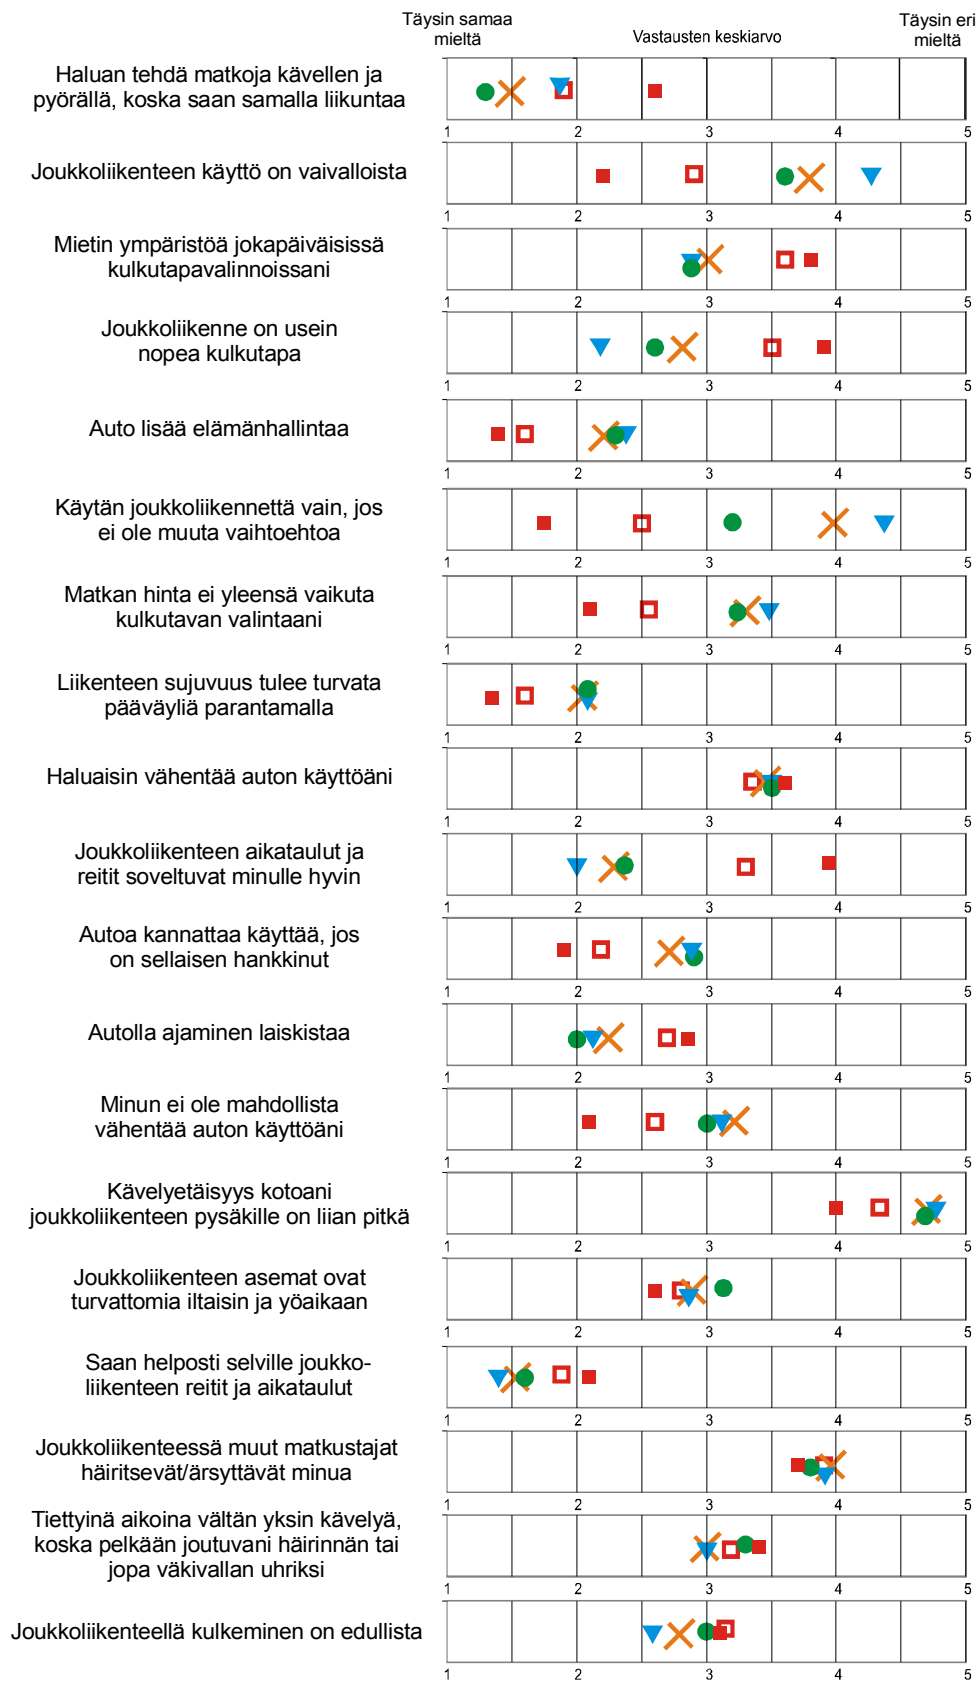 Täysin samaa
mieltä
Vastausten keskiarvo
Täysin eri
mieltä
Haluan tehdä matkoja kävellen ja
pyörällä, koska saan samalla liikuntaa
1 2 3 4 5
Joukkoliikenteen käyttö on vaivalloista
1 2 3 4 5
Mietin ympäristöä jokapäiväisissä
kulkutapavalinnoissani
1 2 3 4 5
Joukkoliikenne on usein
nopea kulkutapa
1 2 3 4 5
Auto lisää elämänhallintaa
1 2 3 4 5
Käytän joukkoliikennettä vain, jos
ei ole muuta vaihtoehtoa
1 2 3 4 5
Matkan hinta ei yleensä vaikuta
kulkutavan valintaani
1 2 3 4 5
Liikenteen sujuvuus tulee turvata
pääväyliä parantamalla
1 2 3 4 5
Haluaisin vähentää auton käyttöäni
1 2 3 4 5
Joukkoliikenteen aikataulut ja
reitit soveltuvat minulle hyvin
1 2 3 4 5
Autoa kannattaa käyttää, jos
on sellaisen hankkinut
1 2 3 4 5
Autolla ajaminen laiskistaa
1 2 3 4 5
Minun ei ole mahdollista
vähentää auton käyttöäni
1 2 3 4 5
Kävelyetäisyys kotoani
joukkoliikenteen pysäkille on liian pitkä
1 2 3 4 5
Joukkoliikenteen asemat ovat
turvattomia iltaisin ja yöaikaan
1 2 3 4 5
Saan helposti selville joukko-
liikenteen reitit ja aikataulut
1 2 3 4 5
Joukkoliikenteessä muut matkustajat
häiritsevät/ärsyttävät minua
1 2 3 4 5
Tiettyinä aikoina vältän yksin kävelyä,
koska pelkään joutuvani häirinnän tai
jopa väkivallan uhriksi
1 2 3 4 5
Joukkoliikenteellä kulkeminen on edullista
1 2 3 4 5